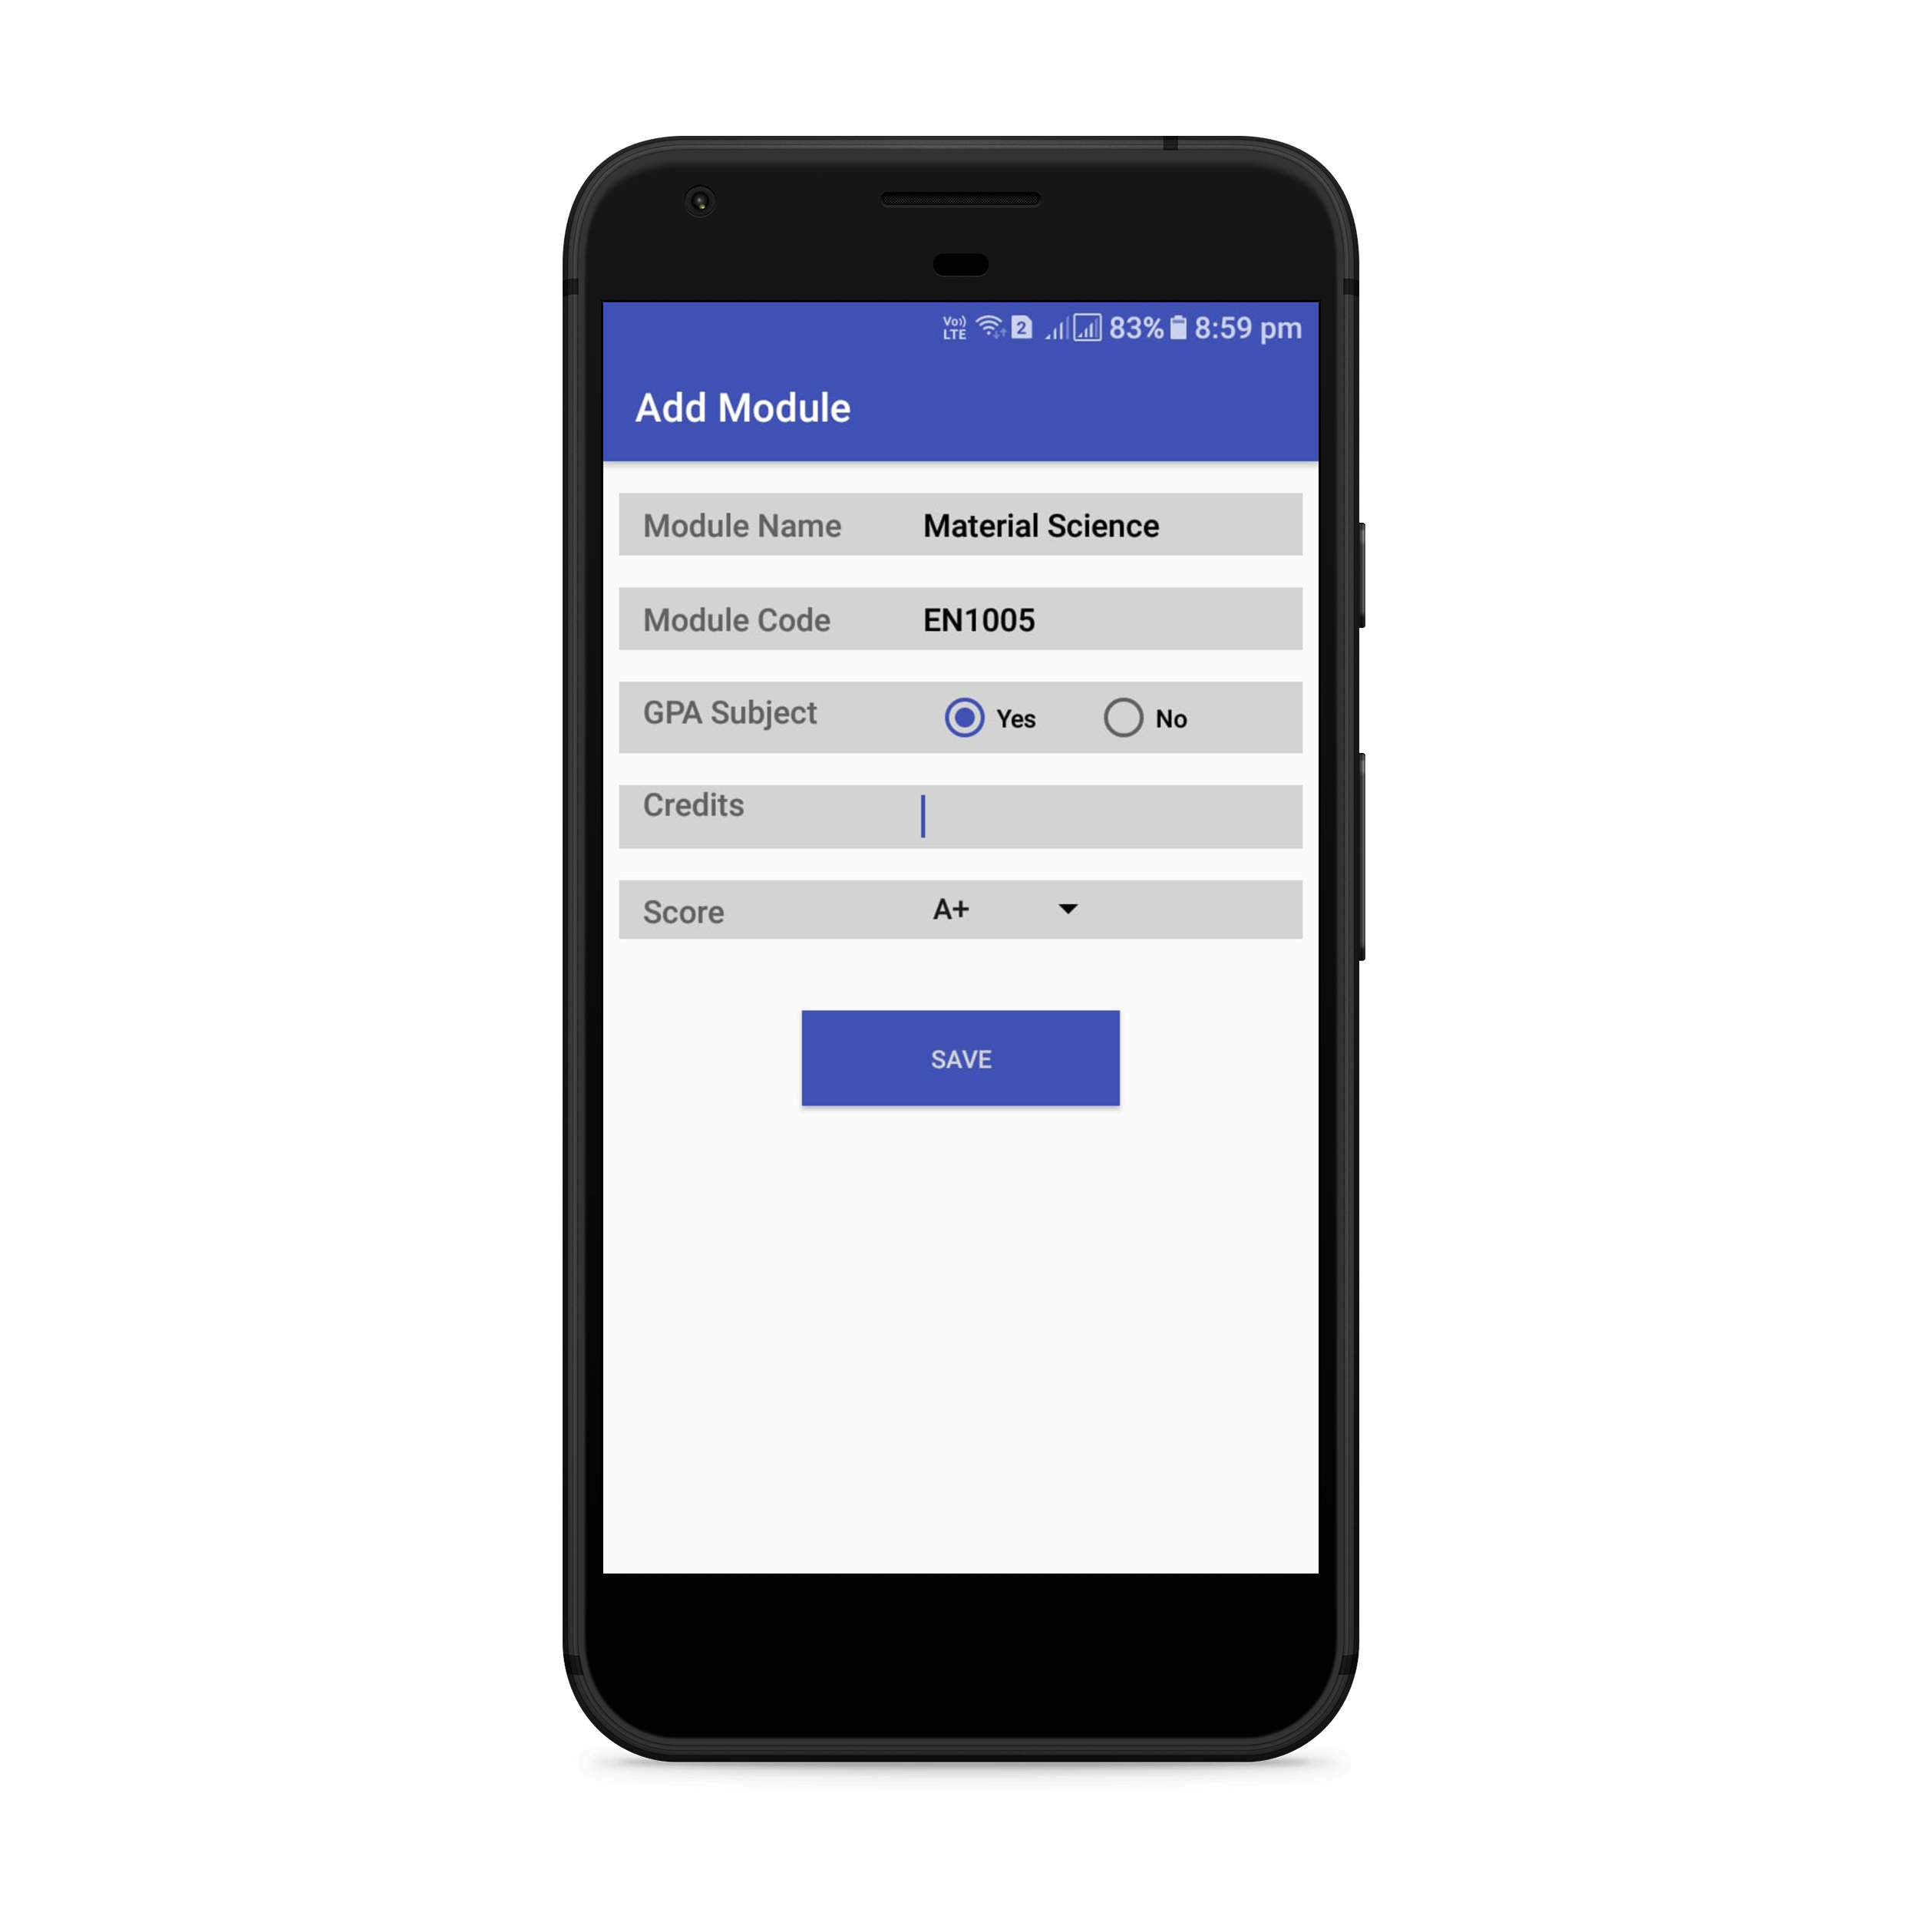 Vo)) LTE 2 83% 8:59 pm
Add Module
Module Name Material Science
Module Code EN1005
GPA Subject Yes No
Credits
Score A+
SAVE